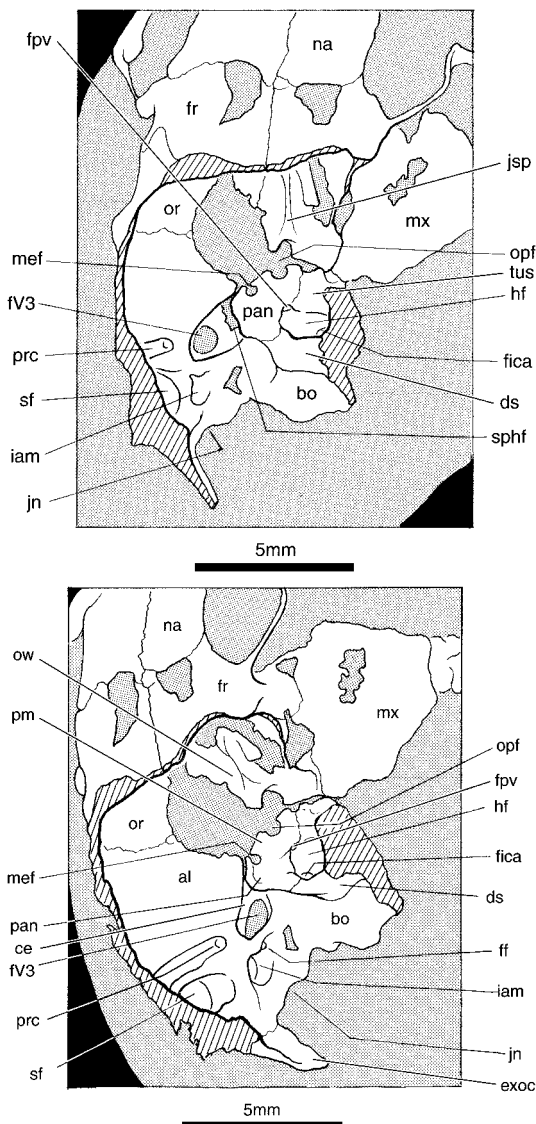 fpv
na
fr
jsp
or
mx
mef
opf
tus
fV3
pan
hf
prc
fica
sf
bo
ds
iam
sphf
jn
5mm
na
ow
fr
pm
mx
opf
fpv
or
hf
mef
al
fica
pan
ds
ce
bo
fV3
ff
prc
iam
sf
jn
exoc
5mm